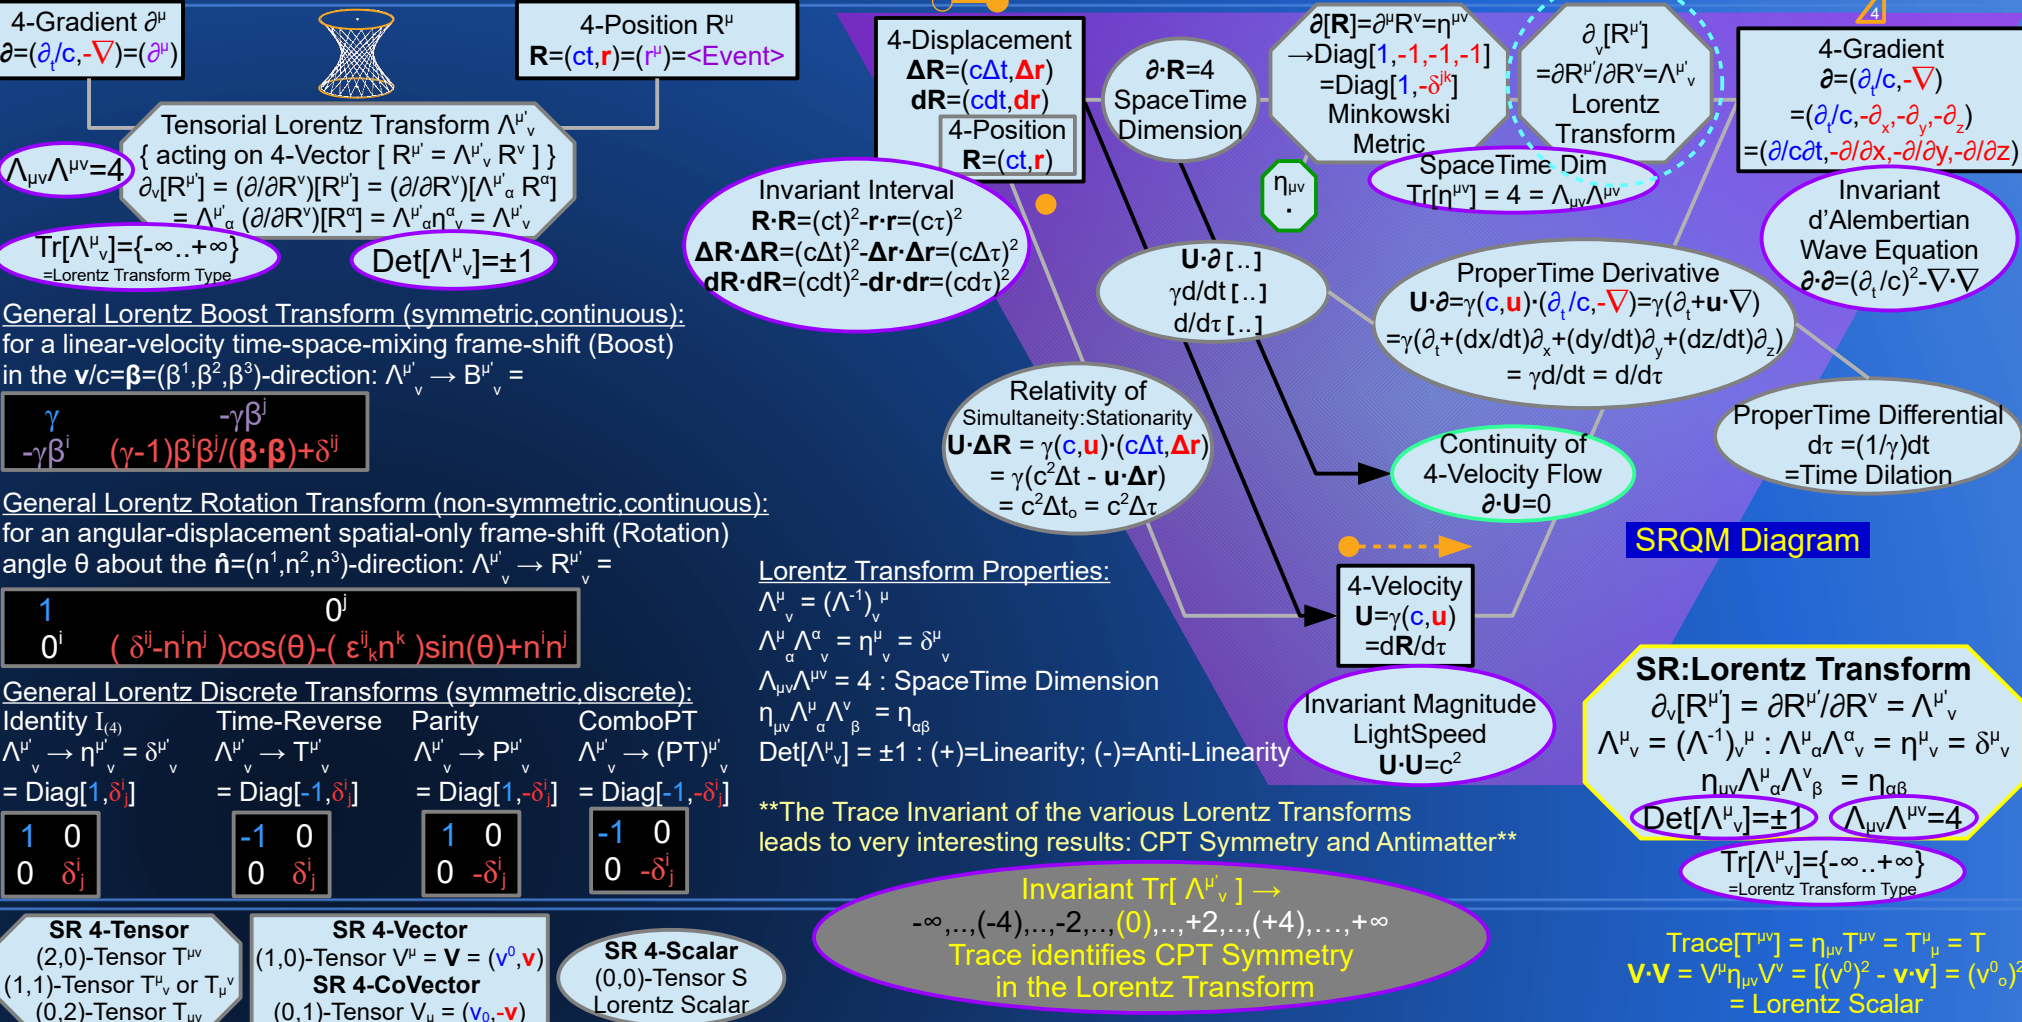 4-Gradient ∂^μ
∂=(∂_t/c,-∇)=(∂^μ)
4-Position R^μ
R=(ct,r)=(r^μ)=<Event>
Tensorial Lorentz Transform Λ^μ'_ν
{ acting on 4-Vector [ R^μ' = Λ^μ'_ν R^ν ] }
∂_ν[R^μ'] = (∂/∂R^ν)[R^μ'] = (∂/∂R^ν)[Λ^μ'_α R^α]
= Λ^μ'_α (∂/∂R^ν)[R^α] = Λ^μ'_α η^α_ν = Λ^μ'_ν
Λ_μν Λ^μν=4
Tr[Λ^μ_ν]={-∞..+∞}
=Lorentz Transform Type
Det[Λ^μ_ν]=±1
General Lorentz Boost Transform (symmetric,continuous):
for a linear-velocity time-space-mixing frame-shift (Boost)
in the v/c=β=(β^1,β^2,β^3)-direction: Λ^μ'_ν → B^μ'_ν =
γ -γβ^j
-γβ^i (γ-1)β^iβ^j/(β·β)+δ^ij
General Lorentz Rotation Transform (non-symmetric,continuous):
for an angular-displacement spatial-only frame-shift (Rotation)
angle θ about the n̂=(n^1,n^2,n^3)-direction: Λ^μ'_ν → R^μ'_ν =
1 0^j
0^i ( δ^ij-n^in^j )cos(θ)-( ε^ij_k n^k )sin(θ)+n^in^j
General Lorentz Discrete Transforms (symmetric,discrete):
Identity I_(4)
Λ^μ'_ν → η^μ'_ν = δ^μ'_ν
= Diag[1,δ^i_j]
1 0
0 δ^i_j
Time-Reverse
Λ^μ'_ν → T^μ'_ν
= Diag[-1,δ^i_j]
-1 0
0 δ^i_j
Parity
Λ^μ'_ν → P^μ'_ν
= Diag[1,-δ^i_j]
1 0
0 -δ^i_j
ComboPT
Λ^μ'_ν → (PT)^μ'_ν
= Diag[-1,-δ^i_j]
-1 0
0 -δ^i_j
4-Displacement
ΔR=(cΔt,Δr)
dR=(cdt,dr)
4-Position
R=(ct,r)
Invariant Interval
R·R=(ct)^2-r·r=(cτ)^2
ΔR·ΔR=(cΔt)^2-Δr·Δr=(cΔτ)^2
dR·dR=(cdt)^2-dr·dr=(cdτ)^2
∂·R=4
SpaceTime
Dimension
∂[R]=∂^μR^ν=η^μν
→Diag[1,-1,-1,-1]
=Diag[1,-δ^jk]
Minkowski
Metric
∂_ν[R^μ']
=∂R^μ'/∂R^ν=Λ^μ'_ν
Lorentz
Transform
4
4-Gradient
∂=(∂_t/c,-∇)
=(∂_t/c,-∂_x,-∂_y,-∂_z)
=(∂/c∂t,-∂/∂x,-∂/∂y,-∂/∂z)
η_μν
·
SpaceTime Dim
Tr[η^μν] = 4 = Λ_μν Λ^μν
Invariant
d'Alembertian
Wave Equation
∂·∂=(∂_t/c)^2-∇·∇
U·∂[..]
γd/dt[..]
d/dτ[..]
ProperTime Derivative
U·∂=γ(c,u)·(∂_t/c,-∇)=γ(∂_t+u·∇)
=γ(∂_t+(dx/dt)∂_x+(dy/dt)∂_y+(dz/dt)∂_z)
= γd/dt = d/dτ
Relativity of
Simultaneity:Stationarity
U·ΔR = γ(c,u)·(cΔt,Δr)
= γ(c^2Δt - u·Δr)
= c^2Δt_o = c^2Δτ
Continuity of
4-Velocity Flow
∂·U=0
ProperTime Differential
dτ =(1/γ)dt
=Time Dilation
SRQM Diagram
4-Velocity
U=γ(c,u)
=dR/dτ
Invariant Magnitude
LightSpeed
U·U=c^2
Lorentz Transform Properties:
Λ^μ_ν = (Λ^-1)_ν^μ
Λ^μ_α Λ^α_ν = η^μ_ν = δ^μ_ν
Λ_μν Λ^μν = 4 : SpaceTime Dimension
η_μν Λ^μ_α Λ^ν_β = η_αβ
Det[Λ^μ_ν] = ±1 : (+)=Linearity; (-)=Anti-Linearity
**The Trace Invariant of the various Lorentz Transforms
leads to very interesting results: CPT Symmetry and Antimatter**
SR:Lorentz Transform
∂_ν[R^μ'] = ∂R^μ'/∂R^ν = Λ^μ'_ν
Λ^μ_ν = (Λ^-1)_ν^μ : Λ^μ_α Λ^α_ν = η^μ_ν = δ^μ_ν
η_μν Λ^μ_α Λ^ν_β = η_αβ
Det[Λ^μ_ν]=±1
Λ_μν Λ^μν=4
Tr[Λ^μ_ν]={-∞..+∞}
=Lorentz Transform Type
SR 4-Tensor
(2,0)-Tensor T^μν
(1,1)-Tensor T^μ_ν or T_μ^ν
(0,2)-Tensor T_μν
SR 4-Vector
(1,0)-Tensor V^μ = V = (v^0,v)
SR 4-CoVector
(0,1)-Tensor V_μ = (v_0,-v)
SR 4-Scalar
(0,0)-Tensor S
Lorentz Scalar
Invariant Tr[ Λ^μ'_ν ] →
-∞,..,(-4),..,-2,..,(0),..,+2,..,(+4),...,+∞
Trace identifies CPT Symmetry
in the Lorentz Transform
Trace[T^μν] = η_μν T^μν = T^μ_μ = T
V·V = V^μ η_μν V^ν = [(v^0)^2 - v·v] = (v^0_o)^2
= Lorentz Scalar